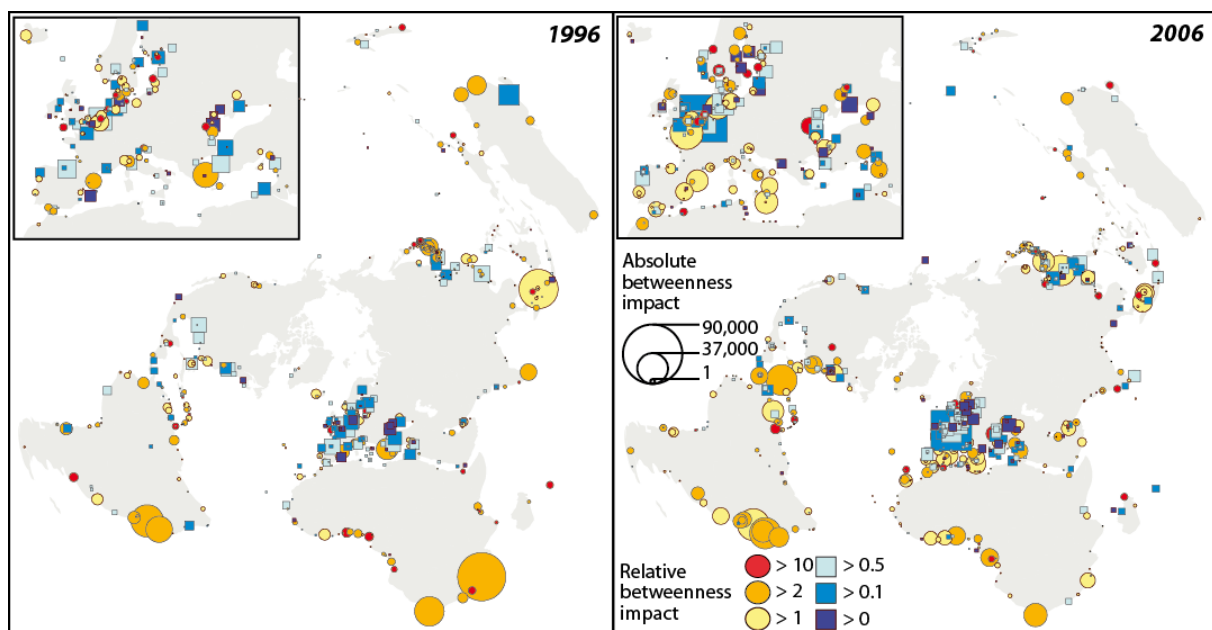 1996
2006
Absolute
betweenness
impact
90,000
37,000
1
Relative
betweenness
impact
> 10
> 2
> 1
> 0.5
> 0.1
> 0